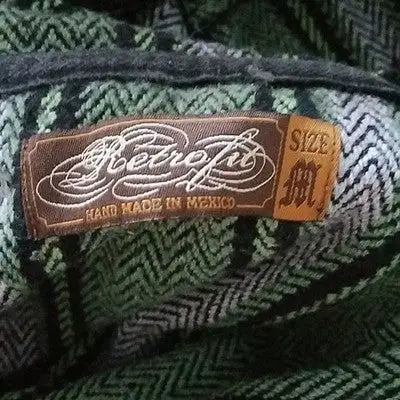 Retrofit
HAND MADE IN MEXICO
SIZE
M